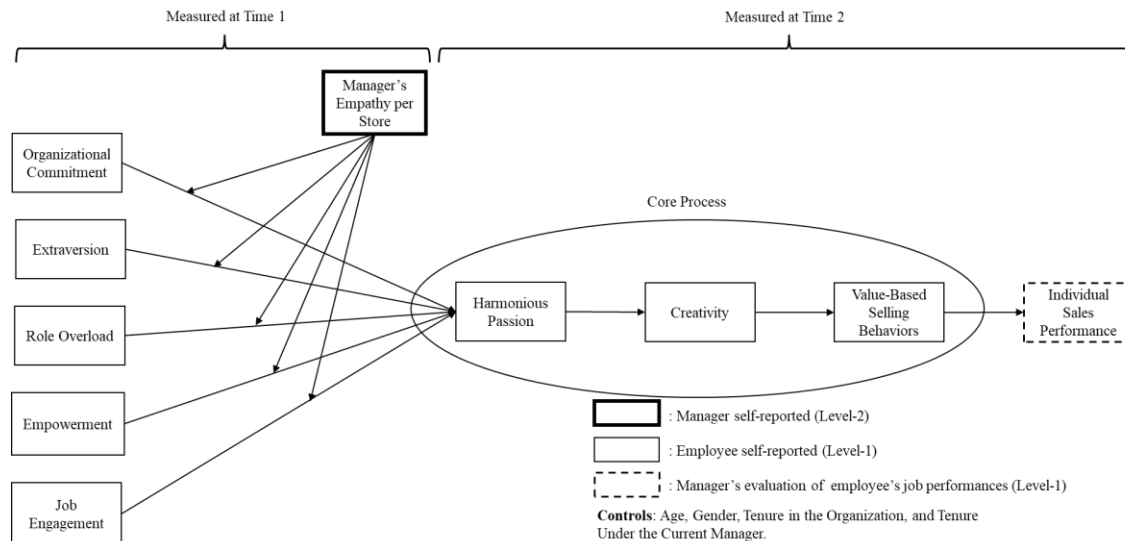 Measured at Time 1
Measured at Time 2
Manager's
Empathy per
Store
Organizational
Commitment
Extraversion
Role Overload
Empowerment
Job
Engagement
Core Process
Harmonious
Passion
Creativity
Value-Based
Selling
Behaviors
Individual
Sales
Performance
: Manager self-reported (Level-2)
: Employee self-reported (Level-1)
: Manager's evaluation of employee's job performances (Level-1)
Controls: Age, Gender, Tenure in the Organization, and Tenure
Under the Current Manager.